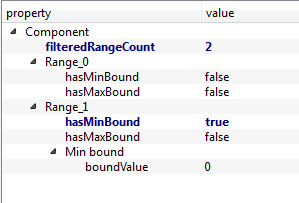 property value
Component
filteredRangeCount 2
Range_0
hasMinBound false
hasMaxBound false
Range_1
hasMinBound true
hasMaxBound false
Min bound
boundValue 0